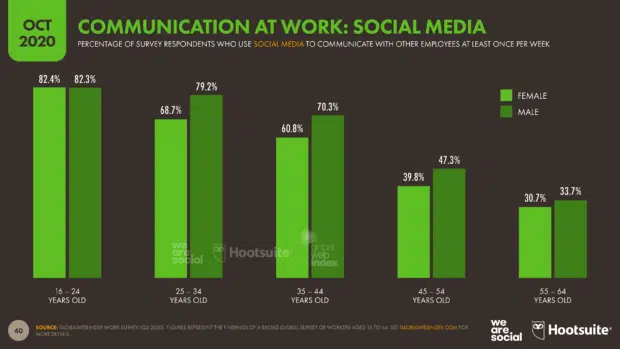 OCT
2020
COMMUNICATION AT WORK: SOCIAL MEDIA
PERCENTAGE OF SURVEY RESPONDENTS WHO USE SOCIAL MEDIA TO COMMUNICATE WITH OTHER EMPLOYEES AT LEAST ONCE PER WEEK
82.4% 82.3%
68.7% 79.2%
60.8% 70.3%
39.8% 47.3%
30.7% 33.7%
FEMALE
MALE
we
are.
social
Hootsuite
global
web
index
16 – 24
YEARS OLD
25 – 34
YEARS OLD
35 – 44
YEARS OLD
45 – 54
YEARS OLD
55 – 64
YEARS OLD
40
SOURCE: GLOBALWEBINDEX WORK SURVEY (Q3 2020). FIGURES REPRESENT THE FINDINGS OF A BROAD GLOBAL SURVEY OF WORKERS AGED 16 TO 64. SEE GLOBALWEBINDEX.COM FOR
MORE DETAILS.
we
are.
social
Hootsuite